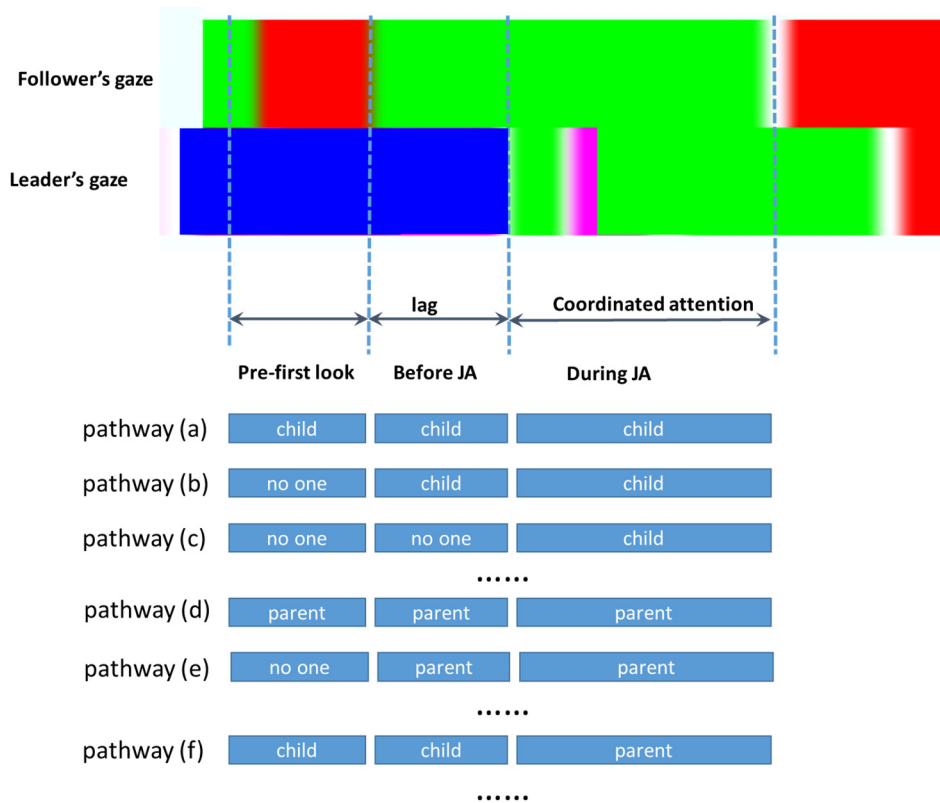 Follower’s gaze
Leader’s gaze
lag
Coordinated attention
Pre-first look Before JA During JA
pathway (a) child child child
pathway (b) no one child child
pathway (c) no one no one child
......
pathway (d) parent parent parent
pathway (e) no one parent parent
......
pathway (f) child child parent
......